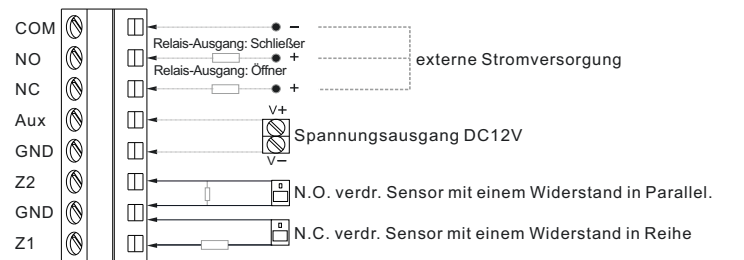 COM
−
Relais-Ausgang: Schließer
NO
+
externe Stromversorgung
Relais-Ausgang: Öffner
NC
+
V+
Aux
Spannungsausgang DC12V
GND
V−
Z2
N.O. verdr. Sensor mit einem Widerstand in Parallel.
GND
N.C. verdr. Sensor mit einem Widerstand in Reihe
Z1